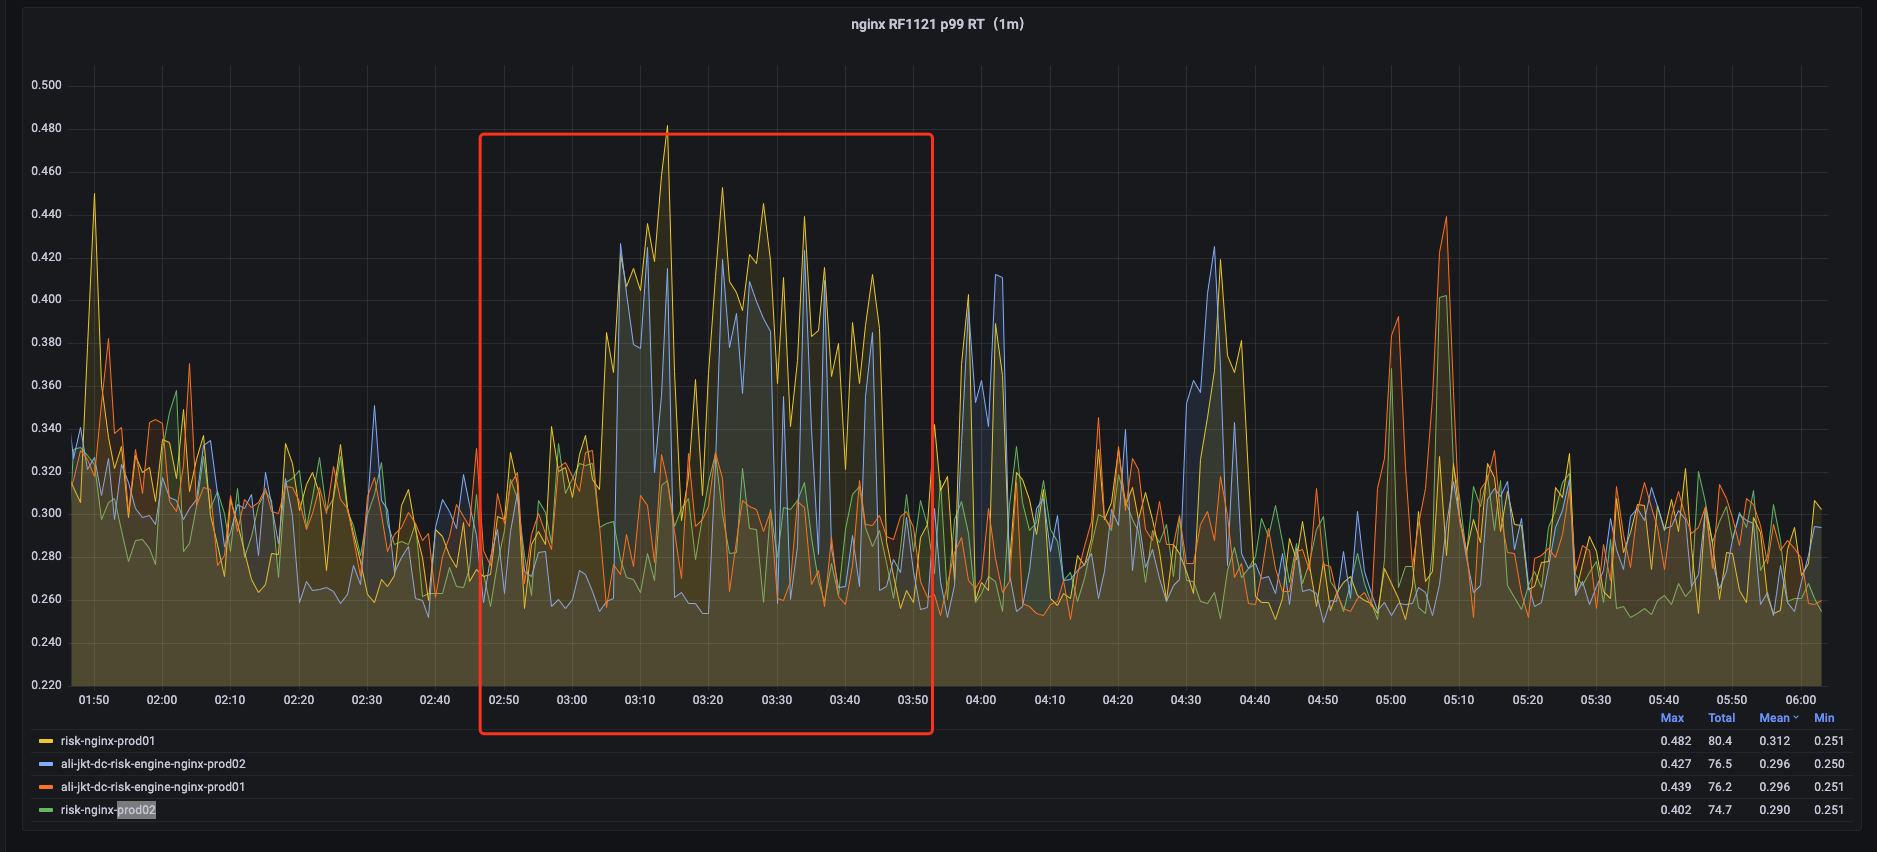 nginx RF1121 p99 RT（1m）
0.500
0.480
0.460
0.440
0.420
0.400
0.380
0.360
0.340
0.320
0.300
0.280
0.260
0.240
0.220
01:50 02:00 02:10 02:20 02:30 02:40 02:50 03:00 03:10 03:20 03:30 03:40 03:50 04:00 04:10 04:20 04:30 04:40 04:50 05:00 05:10 05:20 05:30 05:40 05:50 06:00
Max Total Mean Min
risk-nginx-prod01 0.482 80.4 0.312 0.251
ali-jkt-dc-risk-engine-nginx-prod02 0.427 76.5 0.296 0.250
ali-jkt-dc-risk-engine-nginx-prod01 0.439 76.2 0.296 0.251
risk-nginx-prod02 0.402 74.7 0.290 0.251